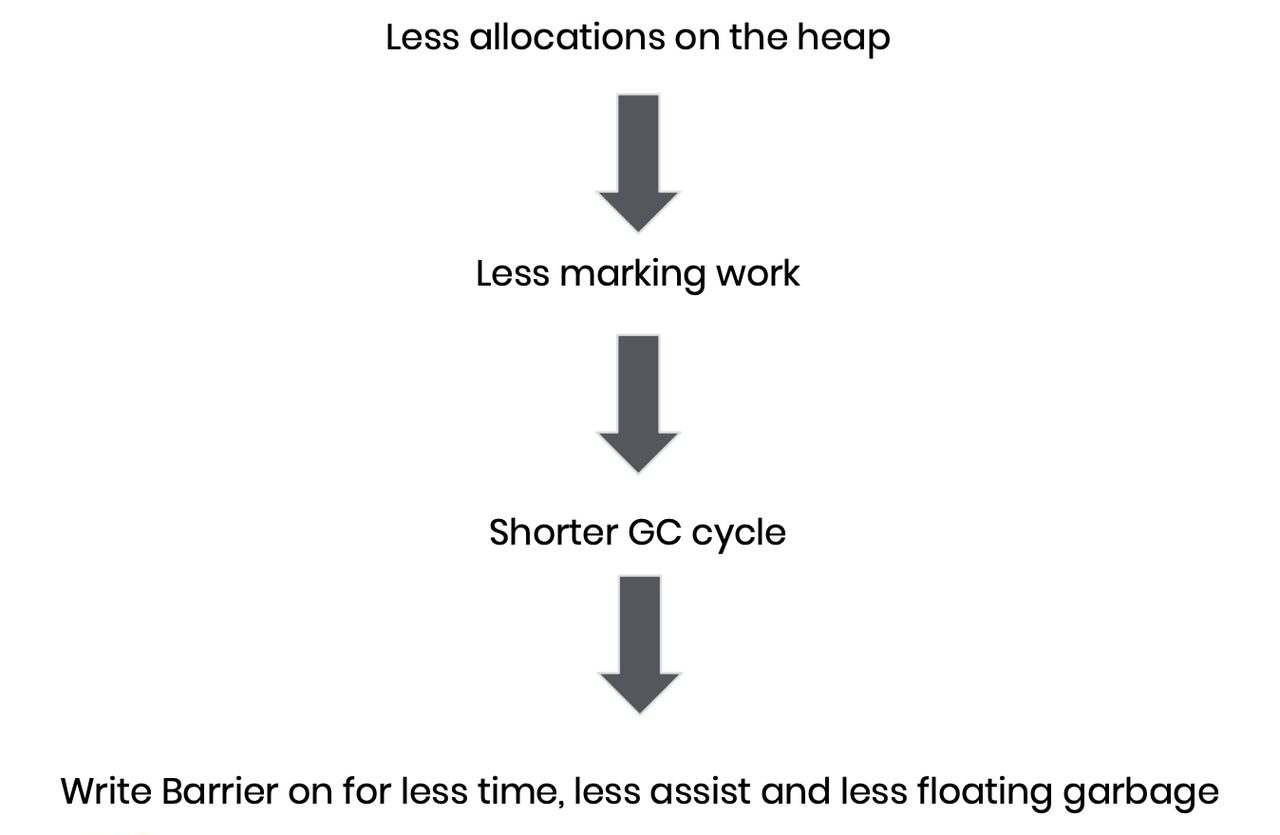 Less allocations on the heap
Less marking work
Shorter GC cycle
Write Barrier on for less time, less assist and less floating garbage